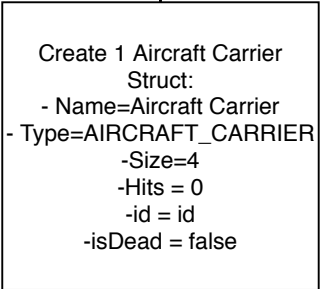 Create 1 Aircraft Carrier
Struct:
- Name=Aircraft Carrier
- Type=AIRCRAFT_CARRIER
-Size=4
-Hits = 0
-id = id
-isDead = false